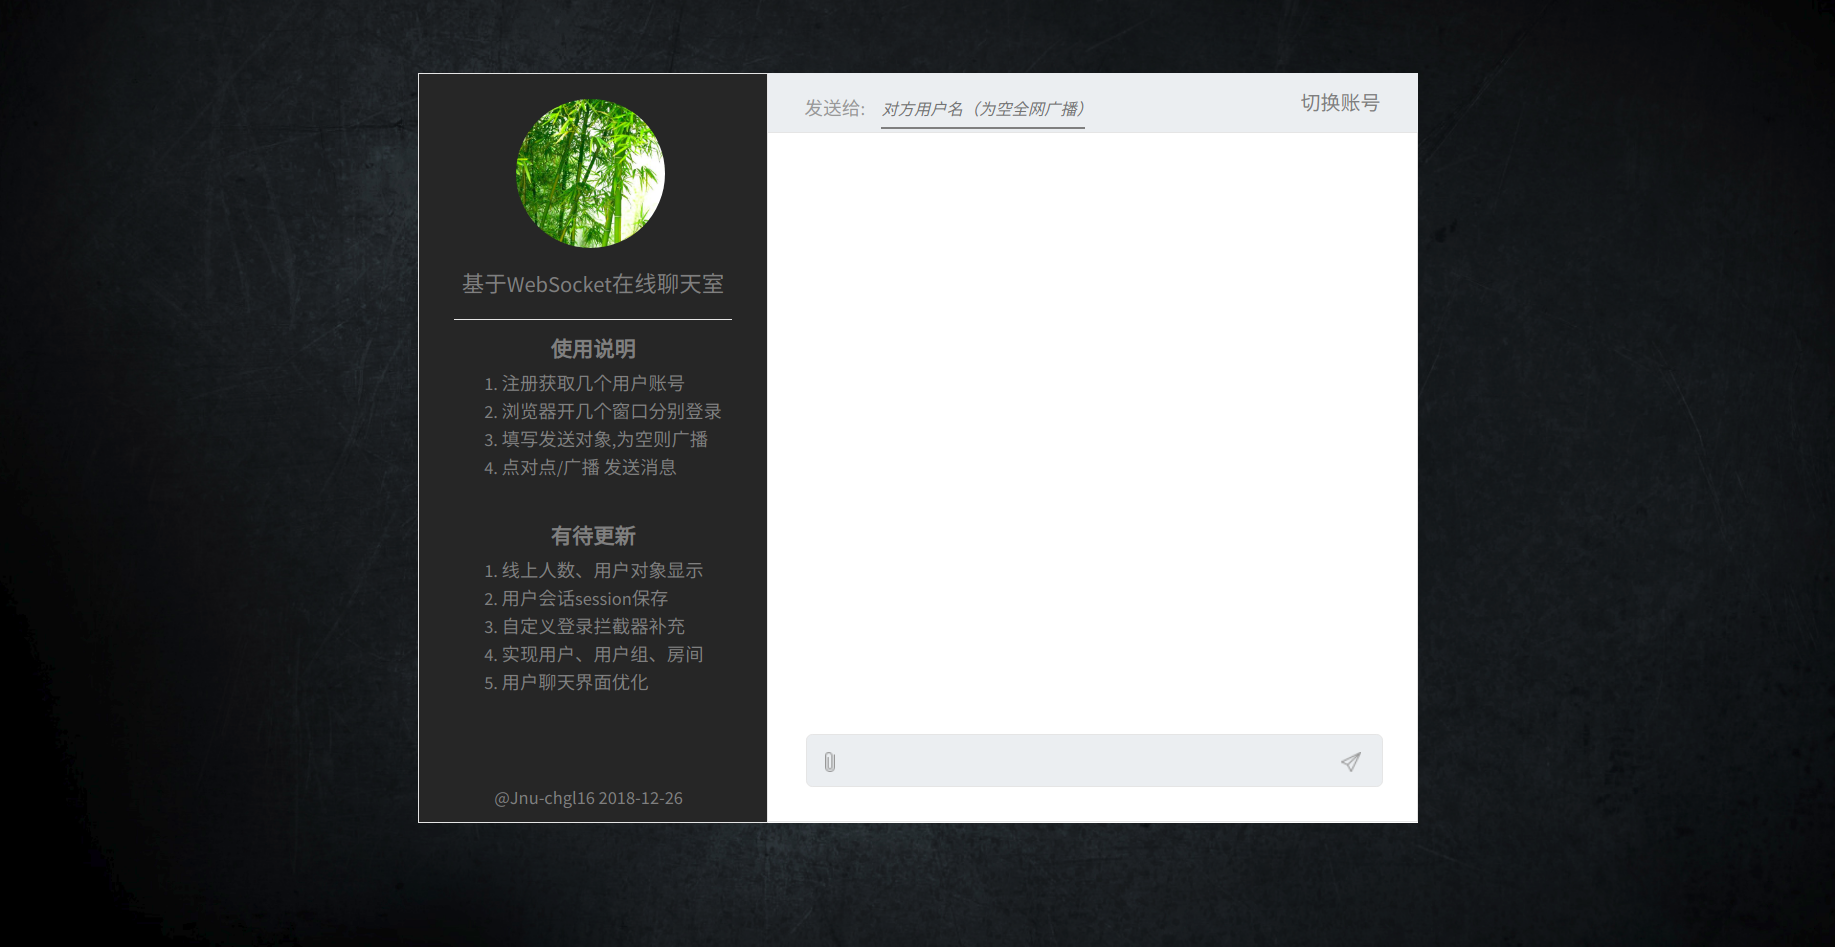 基于WebSocket在线聊天室
使用说明
1. 注册获取几个用户账号
2. 浏览器开几个窗口分别登录
3. 填写发送对象,为空则广播
4. 点对点/广播 发送消息
有待更新
1. 线上人数、用户对象显示
2. 用户会话session保存
3. 自定义登录拦截器补充
4. 实现用户、用户组、房间
5. 用户聊天界面优化
@Jnu-chgl16 2018-12-26
发送给: 对方用户名（为空全网广播） 切换账号